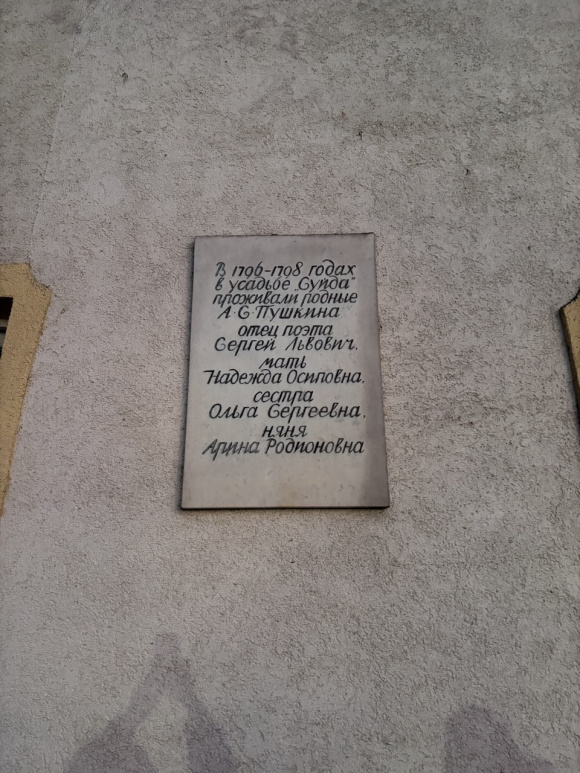 В 1796-1798 годах
в усадьбе „Суйда"
проживали родные
А·С·Пушкина
отец поэта
Сергей Львович,
мать
Надежда Осиповна,
сестра
Ольга Сергеевна,
няня
Арина Родионовна